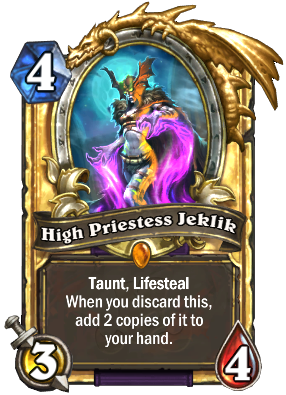 4
High Priestess Jeklik
Taunt, Lifesteal
When you discard this,
add 2 copies of it to
your hand.
3
4